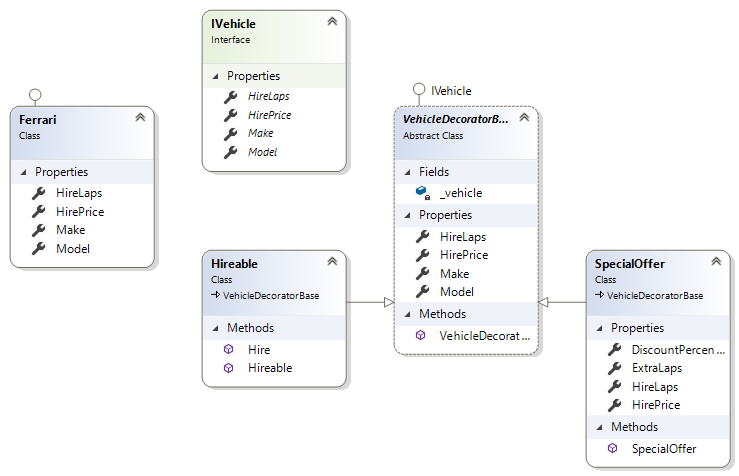 IVehicle
Interface
Properties
HireLaps
HirePrice
Make
Model
Ferrari
Class
Properties
HireLaps
HirePrice
Make
Model
IVehicle
VehicleDecoratorB...
Abstract Class
Fields
_vehicle
Properties
HireLaps
HirePrice
Make
Model
Methods
VehicleDecorat...
Hireable
Class
VehicleDecoratorBase
Methods
Hire
Hireable
SpecialOffer
Class
VehicleDecoratorBase
Properties
DiscountPercen...
ExtraLaps
HireLaps
HirePrice
Methods
SpecialOffer